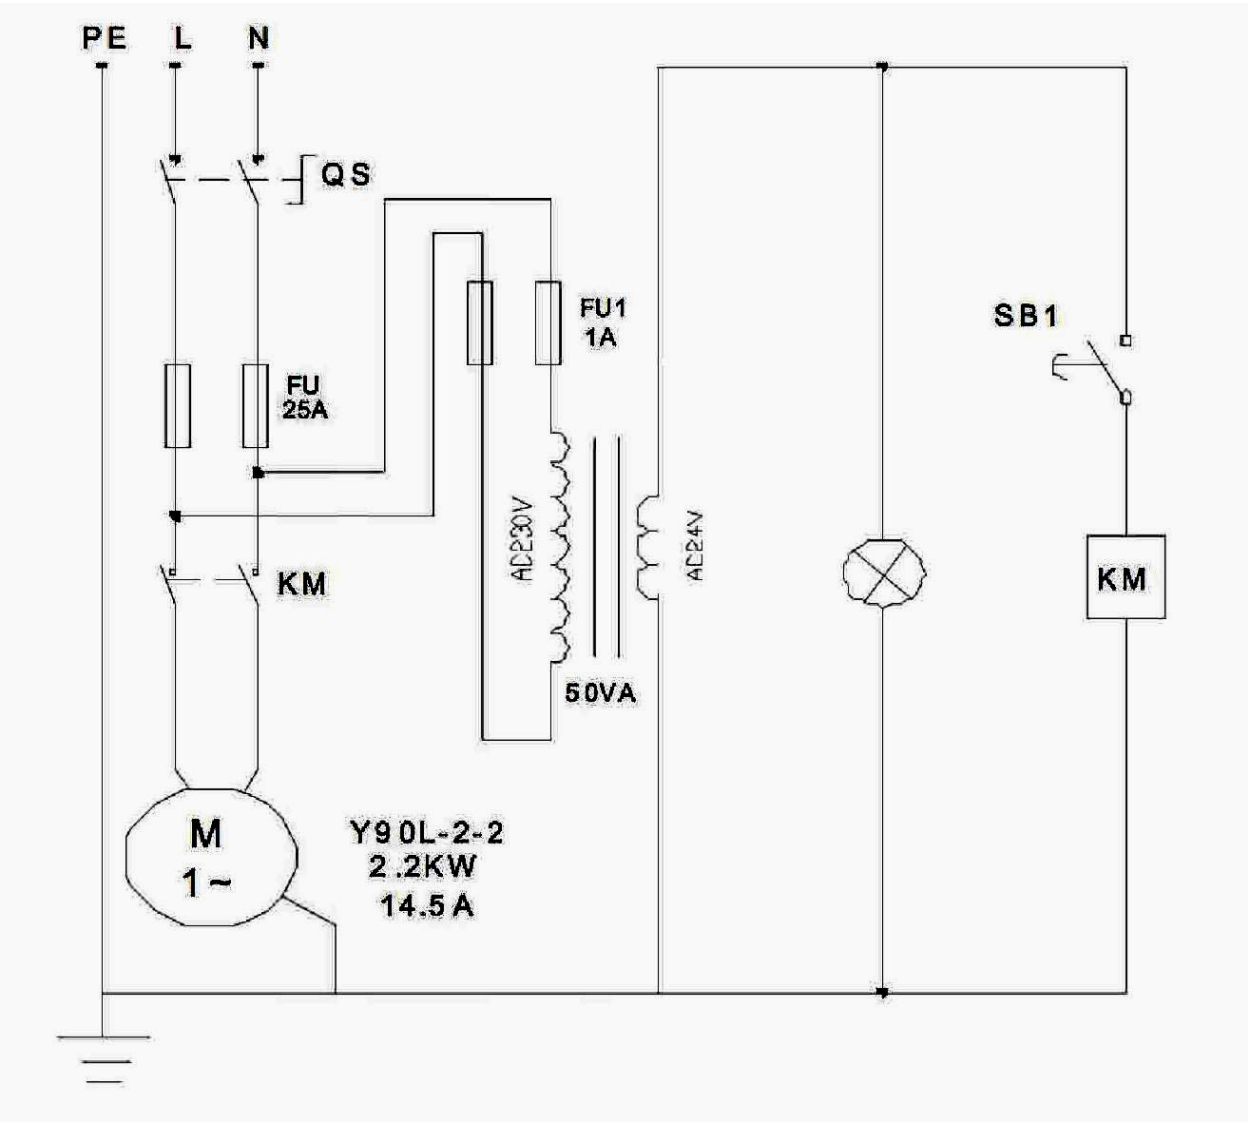 PE L N
QS
FU1
1A
SB1
FU
25A
AC230V
AC24V
KM
KM
50VA
M
1~
Y90L-2-2
2.2KW
14.5A